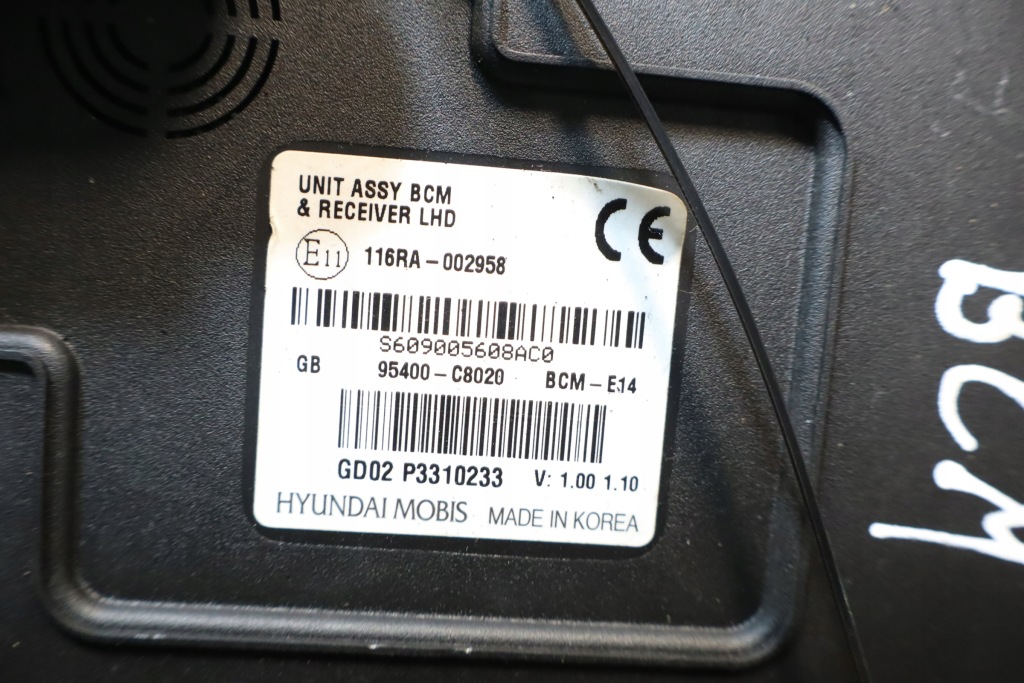 UNIT ASSY BCM
& RECEIVER LHD
CE
E11 116RA-002958
S609005608AC0
GB 95400-C8020 BCM-E14
GD02 P3310233 V: 1.00 1.10
HYUNDAI MOBIS MADE IN KOREA
BCM